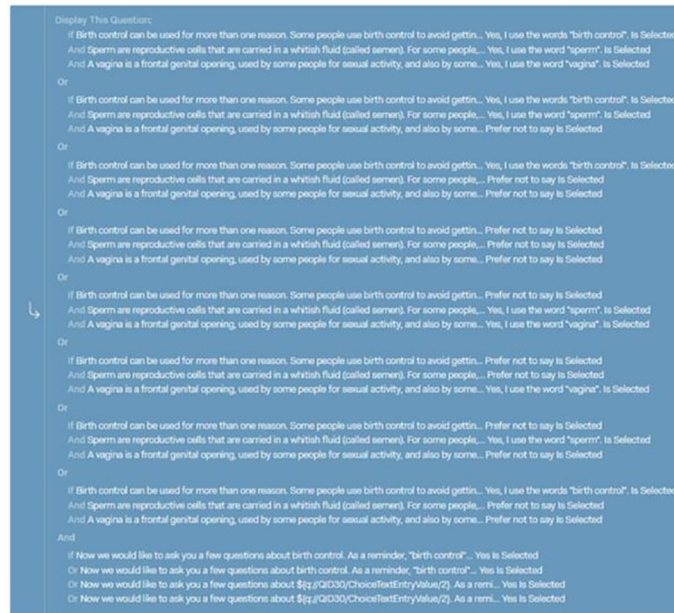 Display This Question:
If Birth control can be used for more than one reason. Some people use birth control to avoid gettin... Yes, I use the words "birth control". Is Selected
And Sperm are reproductive cells that are carried in a whitish fluid (called semen). For some people,... Yes, I use the word "sperm". Is Selected
And A vagina is a frontal genital opening, used by some people for sexual activity, and also by some... Yes, I use the word "vagina". Is Selected
Or
If Birth control can be used for more than one reason. Some people use birth control to avoid gettin... Yes, I use the words "birth control". Is Selected
And Sperm are reproductive cells that are carried in a whitish fluid (called semen). For some people,... Yes, I use the word "sperm". Is Selected
And A vagina is a frontal genital opening, used by some people for sexual activity, and also by some... Prefer not to say Is Selected
Or
If Birth control can be used for more than one reason. Some people use birth control to avoid gettin... Yes, I use the words "birth control". Is Selected
And Sperm are reproductive cells that are carried in a whitish fluid (called semen). For some people,... Prefer not to say Is Selected
And A vagina is a frontal genital opening, used by some people for sexual activity, and also by some... Prefer not to say Is Selected
Or
If Birth control can be used for more than one reason. Some people use birth control to avoid gettin... Prefer not to say Is Selected
And Sperm are reproductive cells that are carried in a whitish fluid (called semen). For some people,... Prefer not to say Is Selected
And A vagina is a frontal genital opening, used by some people for sexual activity, and also by some... Prefer not to say Is Selected
Or
If Birth control can be used for more than one reason. Some people use birth control to avoid gettin... Prefer not to say Is Selected
And Sperm are reproductive cells that are carried in a whitish fluid (called semen). For some people,... Yes, I use the word "sperm". Is Selected
And A vagina is a frontal genital opening, used by some people for sexual activity, and also by some... Yes, I use the word "vagina". Is Selected
Or
If Birth control can be used for more than one reason. Some people use birth control to avoid gettin... Prefer not to say Is Selected
And Sperm are reproductive cells that are carried in a whitish fluid (called semen). For some people,... Prefer not to say Is Selected
And A vagina is a frontal genital opening, used by some people for sexual activity, and also by some... Yes, I use the word "vagina". Is Selected
Or
If Birth control can be used for more than one reason. Some people use birth control to avoid gettin... Prefer not to say Is Selected
And Sperm are reproductive cells that are carried in a whitish fluid (called semen). For some people,... Yes, I use the word "sperm". Is Selected
And A vagina is a frontal genital opening, used by some people for sexual activity, and also by some... Prefer not to say Is Selected
Or
If Birth control can be used for more than one reason. Some people use birth control to avoid gettin... Yes, I use the words "birth control". Is Selected
And Sperm are reproductive cells that are carried in a whitish fluid (called semen). For some people,... Prefer not to say Is Selected
And A vagina is a frontal genital opening, used by some people for sexual activity, and also by some... Prefer not to say Is Selected
And
If Now we would like to ask you a few questions about birth control. As a reminder, "birth control"... Yes Is Selected
Or Now we would like to ask you a few questions about birth control. As a reminder, "birth control"... Yes Is Selected
Or Now we would like to ask you a few questions about ${q://QID30/ChoiceTextEntryValue/2}. As a remi... Yes Is Selected
Or Now we would like to ask you a few questions about ${q://QID30/ChoiceTextEntryValue/2}. As a remi... Yes Is Selected